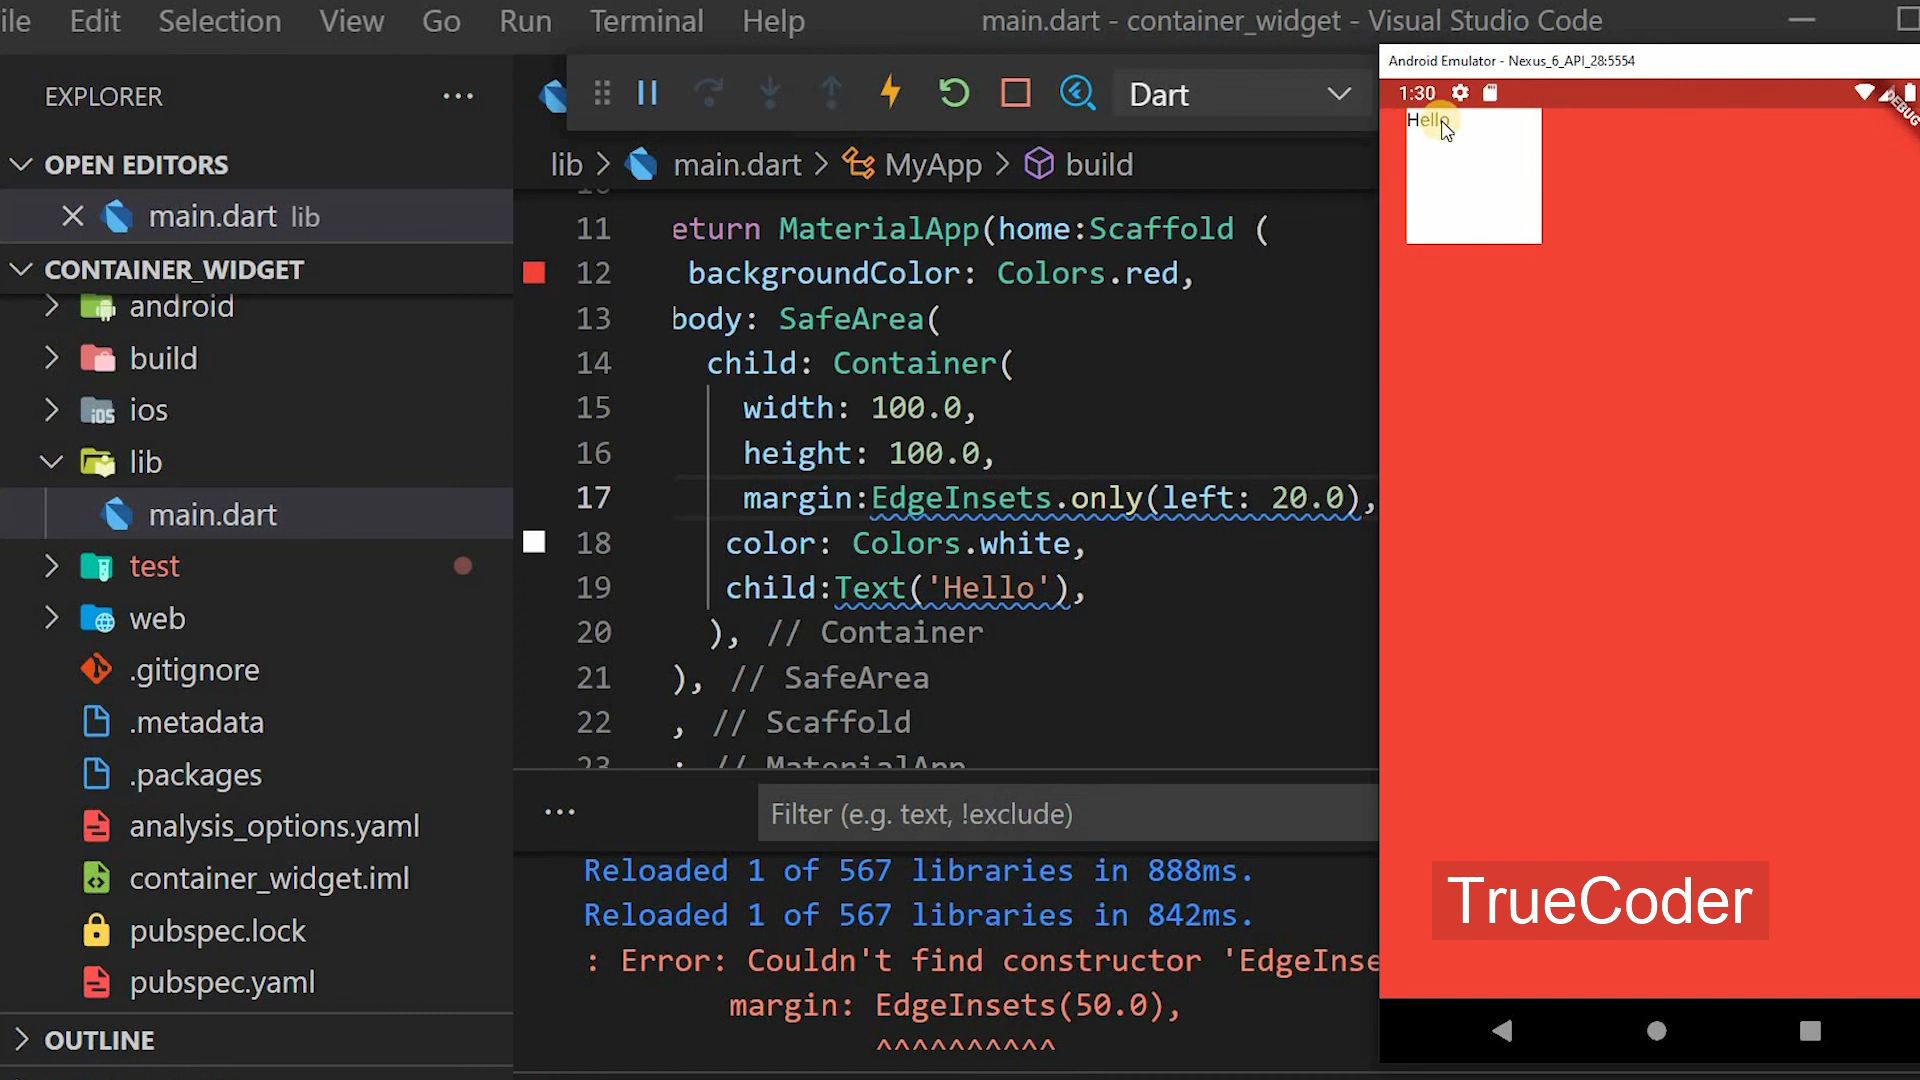 ile Edit Selection View Go Run Terminal Help main.dart - container_widget - Visual Studio Code
EXPLORER
Dart
OPEN EDITORS
main.dart lib
CONTAINER_WIDGET
android
build
ios
lib
main.dart
test
web
.gitignore
.metadata
.packages
analysis_options.yaml
container_widget.iml
pubspec.lock
pubspec.yaml
OUTLINE
lib > main.dart > MyApp > build
11 eturn MaterialApp(home:Scaffold (
12 backgroundColor: Colors.red,
13 body: SafeArea(
14 child: Container(
15 width: 100.0,
16 height: 100.0,
17 margin:EdgeInsets.only(left: 20.0),
18 color: Colors.white,
19 child:Text('Hello'),
20 ), // Container
21 ), // SafeArea
22 , // Scaffold
23 ; // MaterialApp
Filter (e.g. text, !exclude)
Reloaded 1 of 567 libraries in 888ms.
Reloaded 1 of 567 libraries in 842ms.
: Error: Couldn't find constructor 'EdgeInse
margin: EdgeInsets(50.0),
^^^^^^^^^^
Android Emulator - Nexus_6_API_28:5554
1:30
DEBUG
Hello
TrueCoder